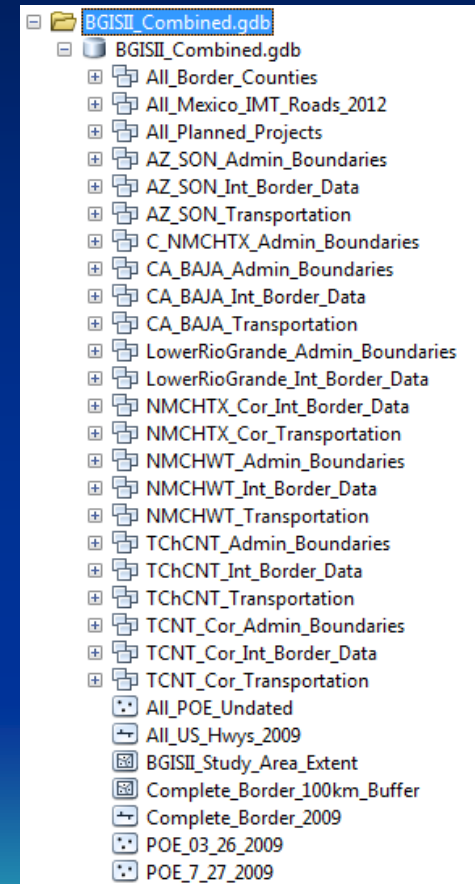 BGISII_Combined.gdb
BGISII_Combined.gdb
All_Border_Counties
All_Mexico_IMT_Roads_2012
All_Planned_Projects
AZ_SON_Admin_Boundaries
AZ_SON_Int_Border_Data
AZ_SON_Transportation
C_NMCHTX_Admin_Boundaries
CA_BAJA_Admin_Boundaries
CA_BAJA_Int_Border_Data
CA_BAJA_Transportation
LowerRioGrande_Admin_Boundaries
LowerRioGrande_Int_Border_Data
NMCHTX_Cor_Int_Border_Data
NMCHTX_Cor_Transportation
NMCHWT_Admin_Boundaries
NMCHWT_Int_Border_Data
NMCHWT_Transportation
TChCNT_Admin_Boundaries
TChCNT_Int_Border_Data
TChCNT_Transportation
TCNT_Cor_Admin_Boundaries
TCNT_Cor_Int_Border_Data
TCNT_Cor_Transportation
All_POE_Undated
All_US_Hwys_2009
BGISII_Study_Area_Extent
Complete_Border_100km_Buffer
Complete_Border_2009
POE_03_26_2009
POE_7_27_2009